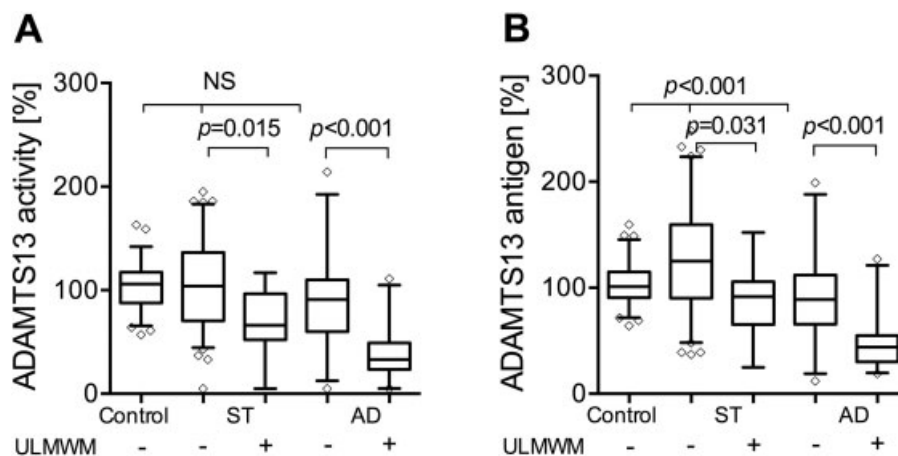 A
ADAMTS13 activity [%]
300
200
100
0
NS
p=0.015
p<0.001
Control
ST
AD
ULMWM
- - + - +
B
ADAMTS13 antigen [%]
300
200
100
0
p<0.001
p=0.031
p<0.001
Control
ST
AD
- - + - +